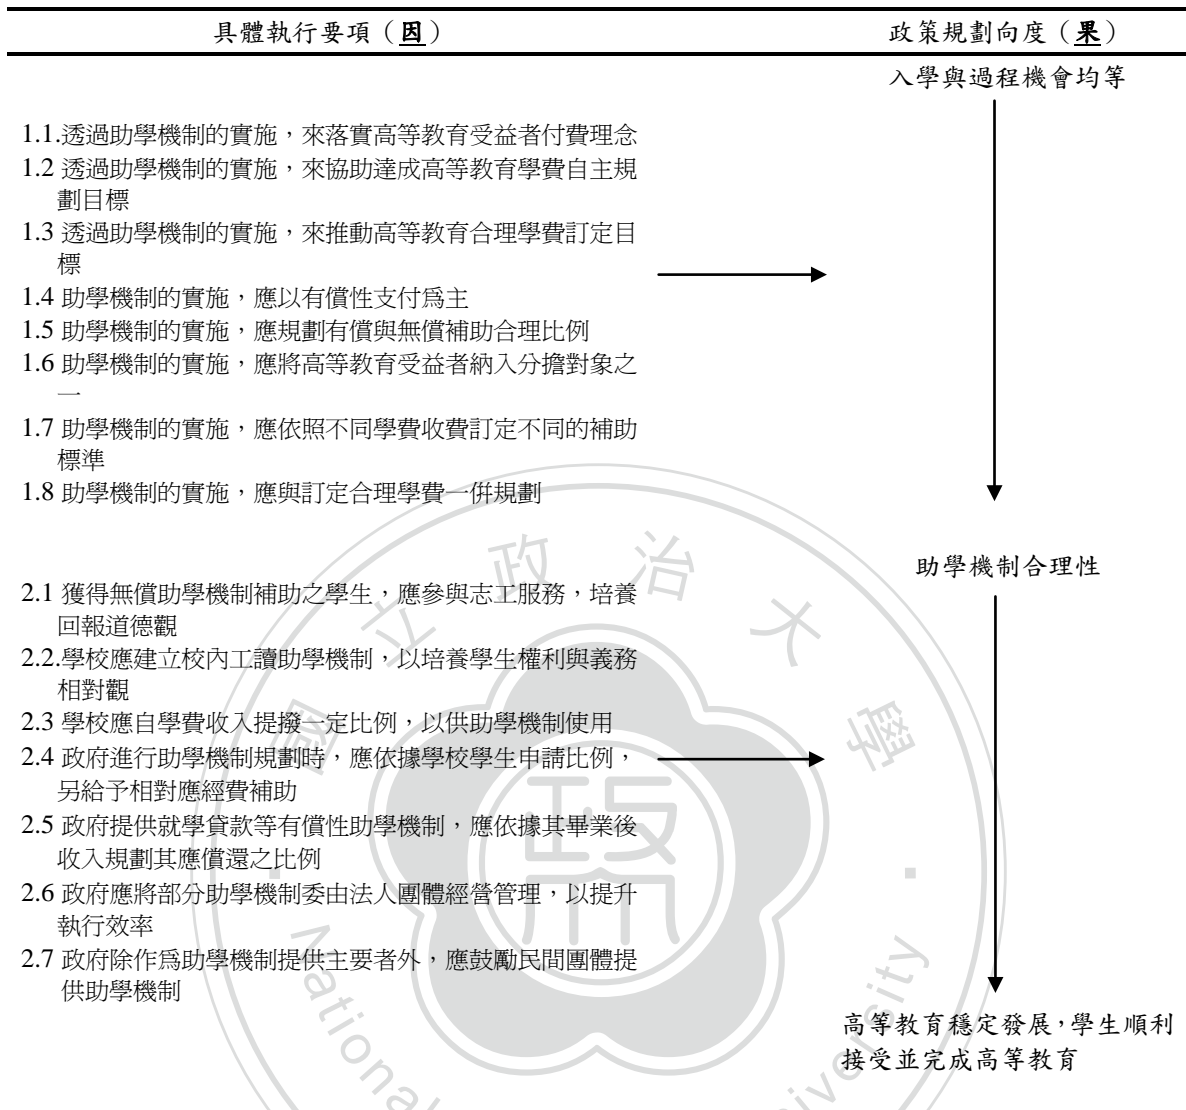 具體執行要項（因）
政策規劃向度（果）
入學與過程機會均等
1.1.透過助學機制的實施，來落實高等教育受益者付費理念
1.2 透過助學機制的實施，來協助達成高等教育學費自主規
劃目標
1.3 透過助學機制的實施，來推動高等教育合理學費訂定目
標
1.4 助學機制的實施，應以有償性支付爲主
1.5 助學機制的實施，應規劃有償與無償補助合理比例
1.6 助學機制的實施，應將高等教育受益者納入分擔對象之
一
1.7 助學機制的實施，應依照不同學費收費訂定不同的補助
標準
1.8 助學機制的實施，應與訂定合理學費一併規劃
助學機制合理性
2.1 獲得無償助學機制補助之學生，應參與志工服務，培養
回報道德觀
2.2.學校應建立校內工讀助學機制，以培養學生權利與義務
相對觀
2.3 學校應自學費收入提撥一定比例，以供助學機制使用
2.4 政府進行助學機制規劃時，應依據學校學生申請比例，
另給予相對應經費補助
2.5 政府提供就學貸款等有償性助學機制，應依據其畢業後
收入規劃其應償還之比例
2.6 政府應將部分助學機制委由法人團體經營管理，以提升
執行效率
2.7 政府除作爲助學機制提供主要者外，應鼓勵民間團體提
供助學機制
高等教育穩定發展，學生順利
接受並完成高等教育
國立政治大學
National
University